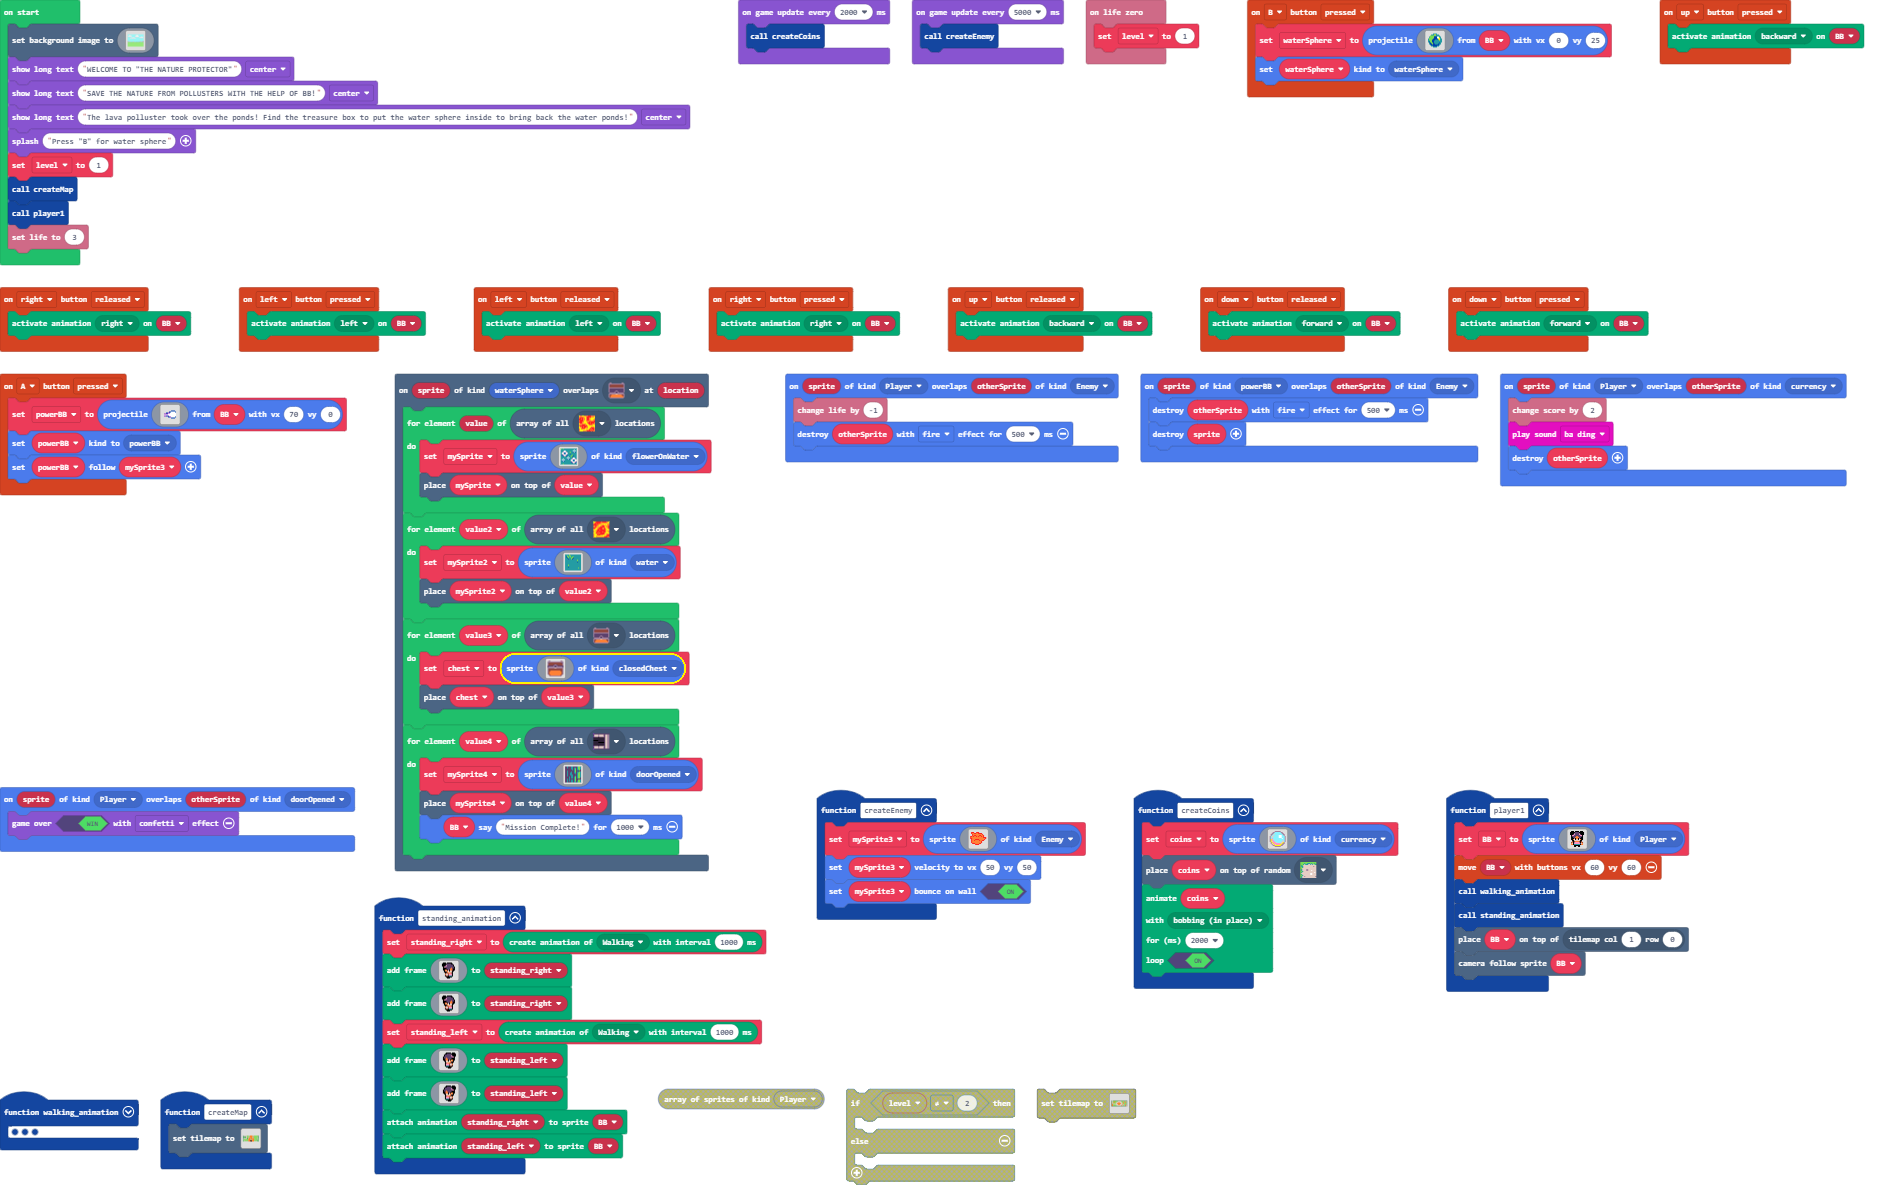 on start
set background image to
show long text "WELCOME TO "THE NATURE PROTECTOR"" center
show long text "SAVE THE NATURE FROM POLLUSTERS WITH THE HELP OF BB!" center
show long text "The lava polluster took over the ponds! Find the treasure box to put the water sphere inside to bring back the water ponds!" center
splash "Press "B" for water sphere"
set level to 1
call createMap
call player1
set life to 3
on game update every 2000 ms
call createCoins
on game update every 5000 ms
call createEnemy
on life zero
set level to 1
on B button pressed
set waterSphere to projectile from BB with vx 0 vy 25
set waterSphere kind to waterSphere
on up button pressed
activate animation backward on BB
on right button released
activate animation right on BB
on left button pressed
activate animation left on BB
on left button released
activate animation left on BB
on right button pressed
activate animation right on BB
on up button released
activate animation backward on BB
on down button released
activate animation forward on BB
on down button pressed
activate animation forward on BB
on A button pressed
set powerBB to projectile from BB with vx 70 vy 0
set powerBB kind to powerBB
set powerBB follow mySprite3
on sprite of kind waterSphere overlaps at location
for element value of array of all locations
do
set mySprite to sprite of kind flowerOnWater
place mySprite on top of value
for element value2 of array of all locations
do
set mySprite2 to sprite of kind water
place mySprite2 on top of value2
for element value3 of array of all locations
do
set chest to sprite of kind closedChest
place chest on top of value3
for element value4 of array of all locations
do
set mySprite4 to sprite of kind doorOpened
place mySprite4 on top of value4
BB say "Mission Complete!" for 1000 ms
on sprite of kind Player overlaps otherSprite of kind Enemy
change life by -1
destroy otherSprite with fire effect for 500 ms
on sprite of kind powerBB overlaps otherSprite of kind Enemy
destroy otherSprite with fire effect for 500 ms
destroy sprite
on sprite of kind Player overlaps otherSprite of kind currency
change score by 2
play sound ba ding
destroy otherSprite
on sprite of kind Player overlaps otherSprite of kind doorOpened
game over WIN with confetti effect
function createEnemy
set mySprite3 to sprite of kind Enemy
set mySprite3 velocity to vx 50 vy 50
set mySprite3 bounce on wall ON
function createCoins
set coins to sprite of kind currency
place coins on top of random
animate coins
with bobbing (in place)
for (ms) 2000
loop ON
function player1
set BB to sprite of kind Player
move BB with buttons vx 60 vy 60
call walking_animation
call standing_animation
place BB on top of tilemap col 1 row 0
camera follow sprite BB
function standing_animation
set standing_right to create animation of Walking with interval 1000 ms
add frame to standing_right
add frame to standing_right
set standing_left to create animation of Walking with interval 1000 ms
add frame to standing_left
add frame to standing_left
attach animation standing_right to sprite BB
attach animation standing_left to sprite BB
function walking_animation
function createMap
set tilemap to
array of sprites of kind Player
if level ≠ 2 then
else
set tilemap to